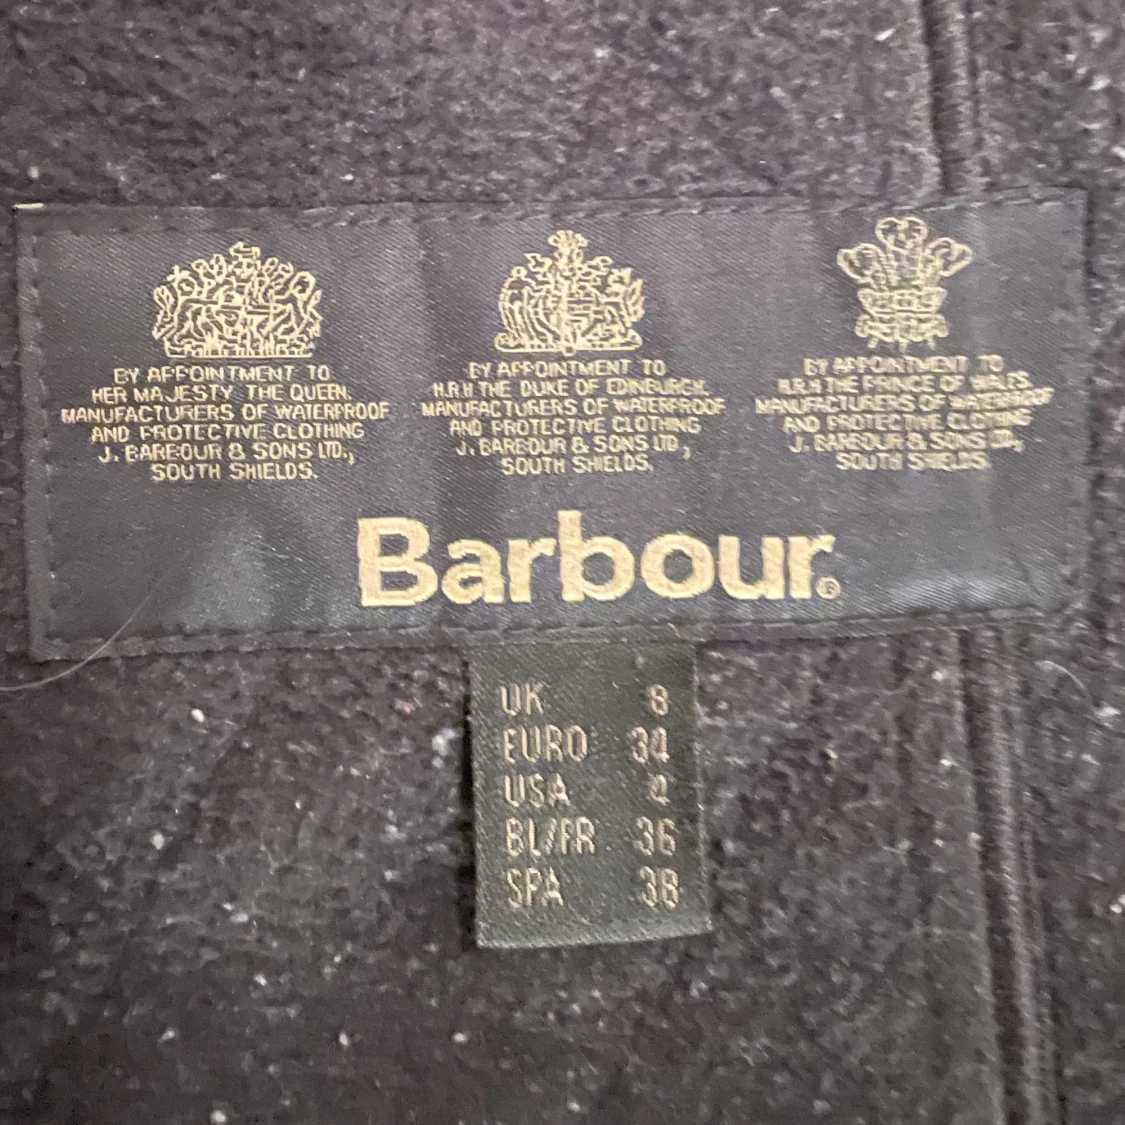 BY APPOINTMENT TO
HER MAJESTY THE QUEEN,
MANUFACTURERS OF WATERPROOF
AND PROTECTIVE CLOTHING
J. BARBOUR & SONS LTD.,
SOUTH SHIELDS.
BY APPOINTMENT TO
H.R.H THE DUKE OF EDINBURGH,
MANUFACTURERS OF WATERPROOF
AND PROTECTIVE CLOTHING
J. BARBOUR & SONS LTD.,
SOUTH SHIELDS.
BY APPOINTMENT TO
H.R.H THE PRINCE OF WALES,
MANUFACTURERS OF WATERPROOF
AND PROTECTIVE CLOTHING
J. BARBOUR & SONS LTD.,
SOUTH SHIELDS.
Barbour®
UK 8
EURO 34
USA 4
BL/FR 36
SPA 38